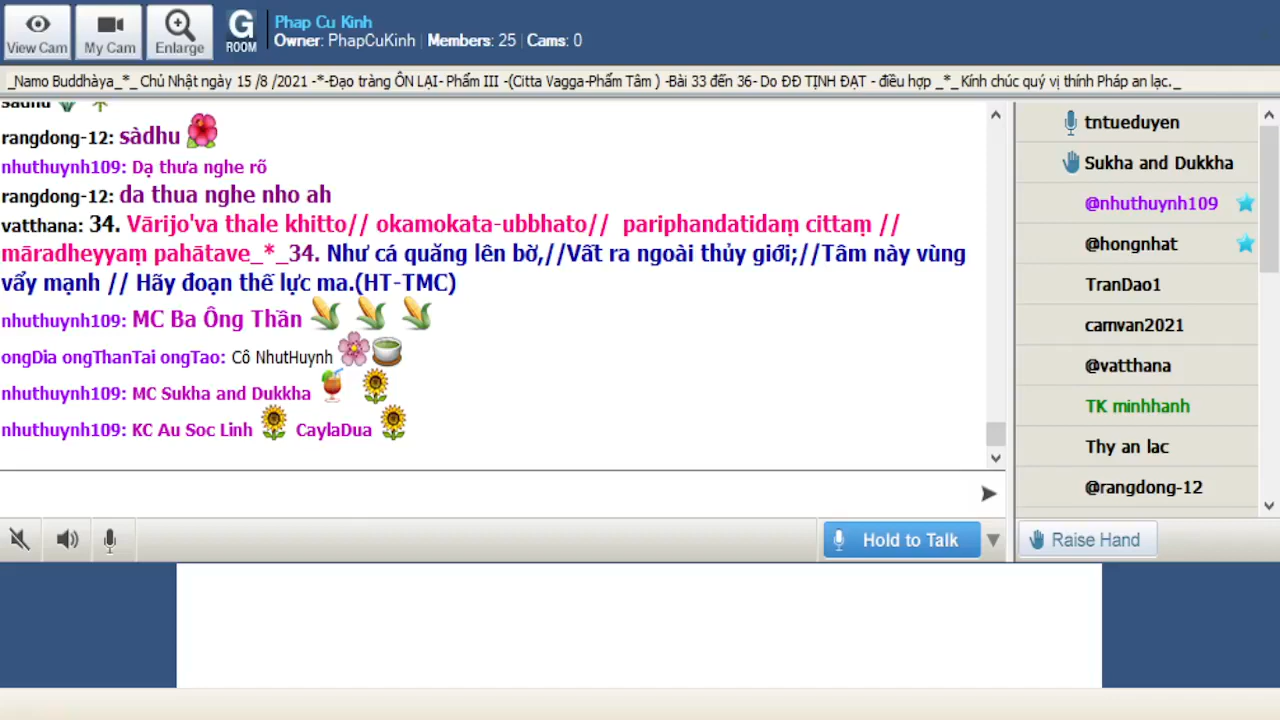 View Cam
My Cam
Enlarge
G
ROOM
Phap Cu Kinh
Owner: PhapCuKinh | Members: 25 | Cams: 0
_Namo Buddhàya_*_ Chủ Nhật ngày 15 /8 /2021 -*-Đạo tràng ÔN LẠI- Phẩm III -(Citta Vagga-Phẩm Tâm ) -Bài 33 đến 36- Do ĐĐ TỊNH ĐẠT - điều hợp _*_ Kính chúc quý vị thính Pháp an lạc._
rangdong-12: sàdhu
nhuthuynh109: Dạ thưa nghe rõ
rangdong-12: da thua nghe nho ah
vatthana: 34. Vārijo'va thale khitto// okamokata-ubbhato// pariphandatidaṃ cittaṃ //
māradheyyaṃ pahātave_*_34. Như cá quăng lên bờ,//Vất ra ngoài thủy giới;//Tâm này vùng
vẩy mạnh // Hãy đoạn thế lực ma.(HT-TMC)
nhuthuynh109: MC Ba Ông Thần
ongDia ongThanTai ongTao: Cô NhutHuynh
nhuthuynh109: MC Sukha and Dukkha
nhuthuynh109: KC Au Soc Linh CaylaDua
Hold to Talk
tntueduyen
Sukha and Dukkha
@nhuthuynh109
@hongnhat
TranDao1
camvan2021
@vatthana
TK minhhanh
Thy an lac
@rangdong-12
Raise Hand